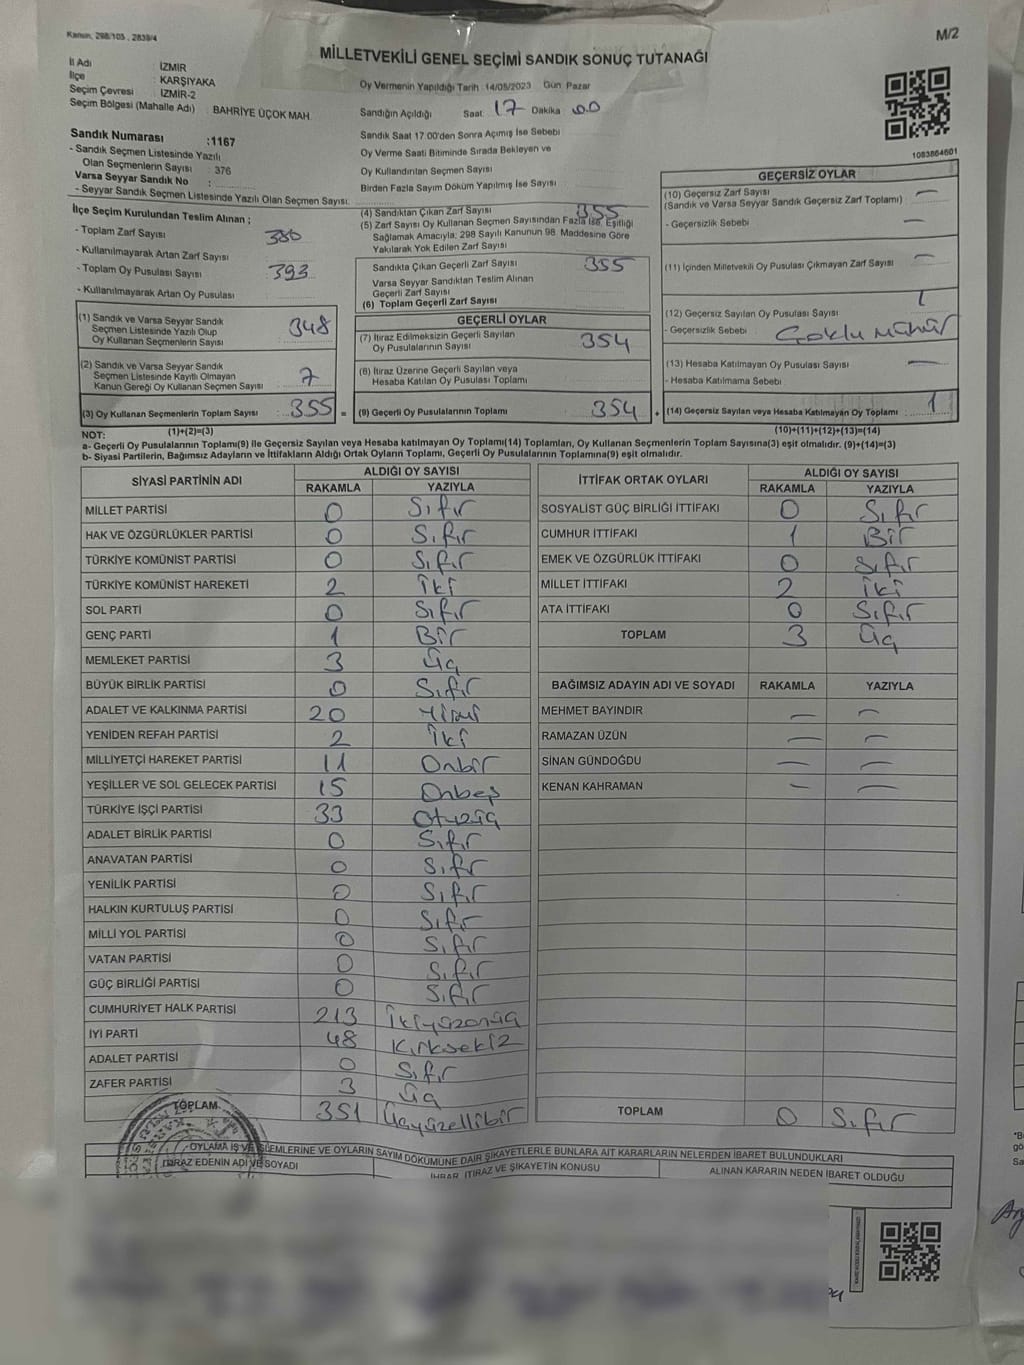 Kanun, 298/105 , 2839/4
M/2
MİLLETVEKİLİ GENEL SEÇİMİ SANDIK SONUÇ TUTANAĞI
İl Adı : İZMİR
İlçe : KARŞIYAKA
Seçim Çevresi : İZMİR-2
Seçim Bölgesi (Mahalle Adı) : BAHRİYE ÜÇOK MAH.
Oy Vermenin Yapıldığı Tarih : 14/05/2023 Gün Pazar
Sandığın Açıldığı Saat 17 Dakika 00
Sandık Saat 17:00'den Sonra Açımış İse Sebebi
Oy Verme Saati Bitiminde Sırada Bekleyen ve
Oy Kullandırılan Seçmen Sayısı
Birden Fazla Sayım Döküm Yapılmış İse Sayısı
1083864601
Sandık Numarası :1167
- Sandık Seçmen Listesinde Yazılı
Olan Seçmenlerin Sayısı : 376
Varsa Seyyar Sandık No :
- Seyyar Sandık Seçmen Listesinde Yazılı Olan Seçmen Sayısı:
İlçe Seçim Kurulundan Teslim Alınan ;
- Toplam Zarf Sayısı 380
- Kullanılmayarak Artan Zarf Sayısı
- Toplam Oy Pusulası Sayısı 393
- Kullanılmayarak Artan Oy Pusulası
(1) Sandık ve Varsa Seyyar Sandık
Seçmen Listesinde Yazılı Olup
Oy Kullanan Seçmenlerin Sayısı 348
(2) Sandık ve Varsa Seyyar Sandık
Seçmen Listesinde Kayıtlı Olmayan
Kanun Gereği Oy Kullanan Seçmen Sayısı 7
(3) Oy Kullanan Seçmenlerin Toplam Sayısı 355 =
(1)+(2)=(3)
(4) Sandıktan Çıkan Zarf Sayısı 355
(5) Zarf Sayısı Oy Kullanan Seçmen Sayısından Fazla İse, Eşitliği
Sağlamak Amacıyla; 298 Sayılı Kanunun 98. Maddesine Göre
Yakılarak Yok Edilen Zarf Sayısı
Sandıkta Çıkan Geçerli Zarf Sayısı 355
Varsa Seyyar Sandıktan Teslim Alınan
Geçerli Zarf Sayısı
(6) Toplam Geçerli Zarf Sayısı
GEÇERLİ OYLAR
(7) İtiraz Edilmeksizin Geçerli Sayılan
Oy Pusulalarının Sayısı 354
(8) İtiraz Üzerine Geçerli Sayılan veya
Hesaba Katılan Oy Pusulası Toplamı
(9) Geçerli Oy Pusulalarının Toplamı 354 +
GEÇERSİZ OYLAR
(10) Geçersiz Zarf Sayısı
(Sandık ve Varsa Seyyar Sandık Geçersiz Zarf Toplamı) : —
- Geçersizlik Sebebi —
(11) İçinden Milletvekili Oy Pusulası Çıkmayan Zarf Sayısı —
(12) Geçersiz Sayılan Oy Pusulası Sayısı 1
- Geçersizlik Sebebi Çoklu Mühür
(13) Hesaba Katılmayan Oy Pusulası Sayısı —
- Hesaba Katılmama Sebebi
(14) Geçersiz Sayılan veya Hesaba Katılmayan Oy Toplamı 1
(10)+(11)+(12)+(13)=(14)
NOT:
a- Geçerli Oy Pusulalarının Toplamı(9) ile Geçersiz Sayılan veya Hesaba katılmayan Oy Toplamı(14) Toplamları, Oy Kullanan Seçmenlerin Toplam Sayısına(3) eşit olmalıdır. (9)+(14)=(3)
b- Siyasi Partilerin, Bağımsız Adayların ve İttifakların Aldığı Ortak Oyların Toplamı, Geçerli Oy Pusulalarının Toplamına(9) eşit olmalıdır.
SİYASİ PARTİNİN ADI ALDIĞI OY SAYISI
RAKAMLA YAZIYLA
MİLLET PARTİSİ 0 Sıfır
HAK VE ÖZGÜRLÜKLER PARTİSİ 0 Sıfır
TÜRKİYE KOMÜNİST PARTİSİ 0 Sıfır
TÜRKİYE KOMÜNİST HAREKETİ 2 İki
SOL PARTİ 0 Sıfır
GENÇ PARTİ 1 Bir
MEMLEKET PARTİSİ 3 Üç
BÜYÜK BİRLİK PARTİSİ 0 Sıfır
ADALET VE KALKINMA PARTİSİ 20 Yirmi
YENİDEN REFAH PARTİSİ 2 İki
MİLLİYETÇİ HAREKET PARTİSİ 11 Onbir
YEŞİLLER VE SOL GELECEK PARTİSİ 15 Onbeş
TÜRKİYE İŞÇİ PARTİSİ 33 Otuzüç
ADALET BİRLİK PARTİSİ 0 Sıfır
ANAVATAN PARTİSİ 0 Sıfır
YENİLİK PARTİSİ 0 Sıfır
HALKIN KURTULUŞ PARTİSİ 0 Sıfır
MİLLİ YOL PARTİSİ 0 Sıfır
VATAN PARTİSİ 0 Sıfır
GÜÇ BİRLİĞİ PARTİSİ 0 Sıfır
CUMHURİYET HALK PARTİSİ 213 İkiyüzonüç
İYİ PARTİ 48 Kırksekiz
ADALET PARTİSİ 0 Sıfır
ZAFER PARTİSİ 3 Üç
TOPLAM 351 Üçyüzellibir
İTTİFAK ORTAK OYLARI ALDIĞI OY SAYISI
RAKAMLA YAZIYLA
SOSYALİST GÜÇ BİRLİĞİ İTTİFAKI 0 Sıfır
CUMHUR İTTİFAKI 1 Bir
EMEK VE ÖZGÜRLÜK İTTİFAKI 0 Sıfır
MİLLET İTTİFAKI 2 İki
ATA İTTİFAKI 0 Sıfır
TOPLAM 3 Üç
BAĞIMSIZ ADAYIN ADI VE SOYADI RAKAMLA YAZIYLA
MEHMET BAYINDIR — —
RAMAZAN ÜZÜN — —
SİNAN GÜNDOĞDU — —
KENAN KAHRAMAN — —
TOPLAM 0 Sıfır
OYLAMA İŞ VE İŞLEMLERİNE VE OYLARIN SAYIM DÖKÜMÜNE DAİR ŞİKAYETLERLE BUNLARA AİT KARARLARIN NELERDEN İBARET BULUNDUKLARI
İTİRAZ EDENİN ADI VE SOYADI İHBAR, İTİRAZ VE ŞİKAYETİN KONUSU ALINAN KARARIN NEDEN İBARET OLDUĞU